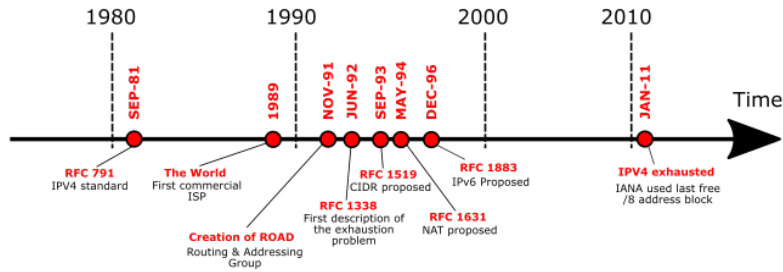 1980
1990
2000
2010
SEP-81
1989
NOV-91
JUN-92
SEP-93
MAY-94
DEC-96
JAN-11
Time
RFC 791
IPV4 standard
The World
First commercial
ISP
Creation of ROAD
Routing & Addressing
Group
RFC 1338
First description of
the exhaustion
problem
RFC 1519
CIDR proposed
RFC 1631
NAT proposed
RFC 1883
IPv6 Proposed
IPV4 exhausted
IANA used last free
/8 address block